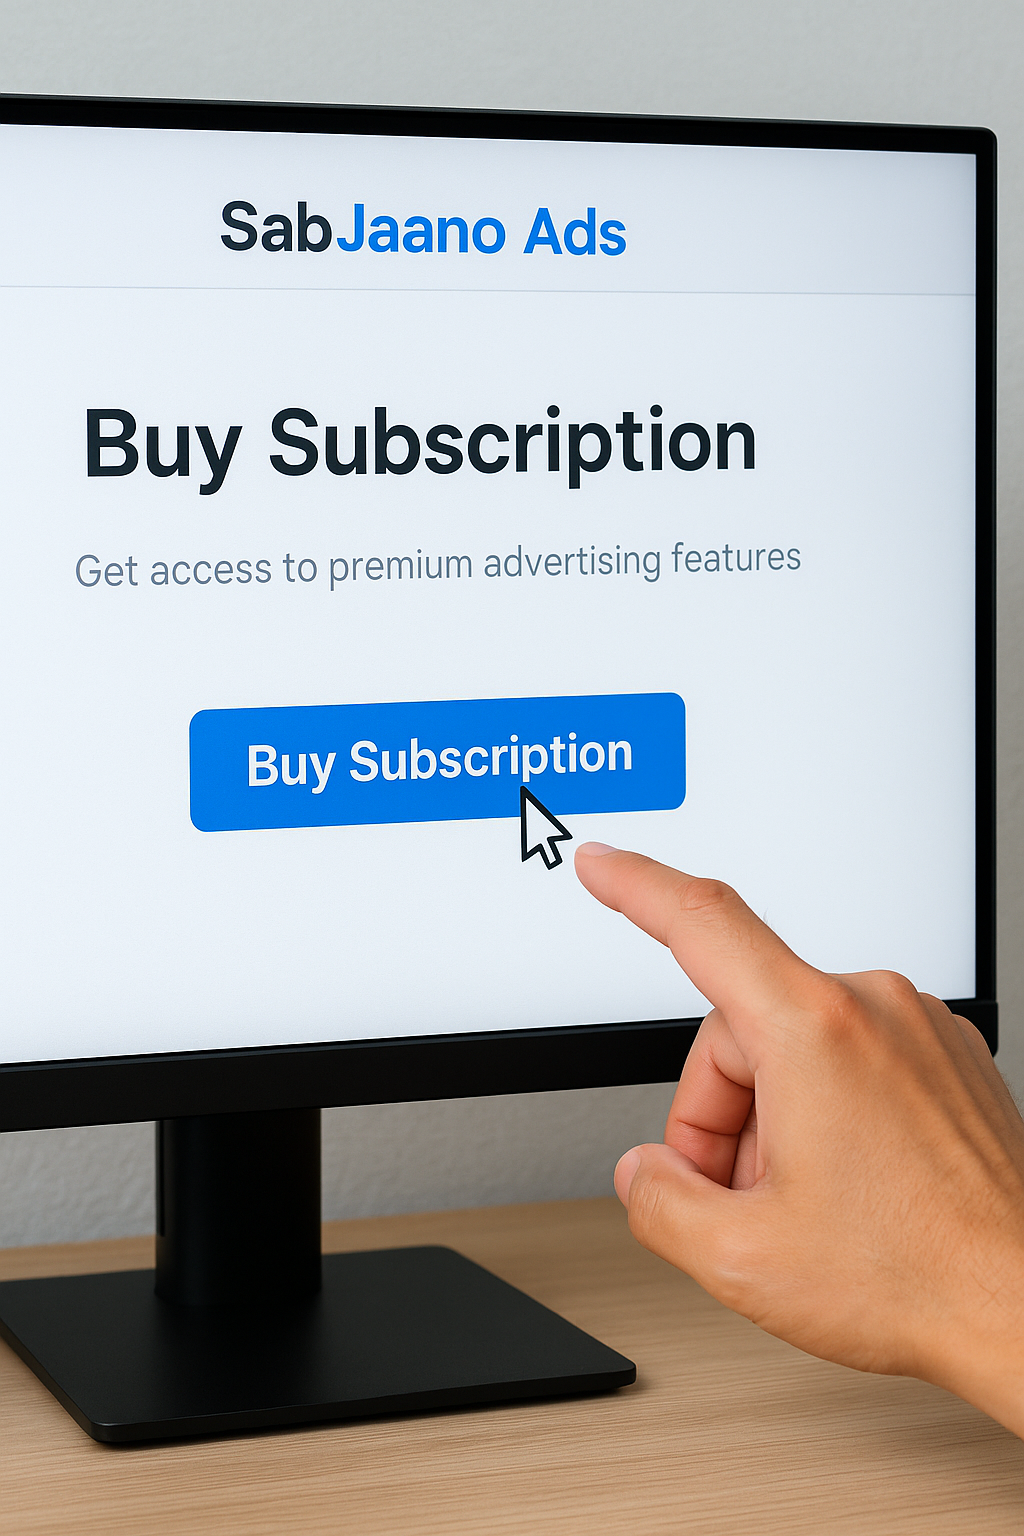 SabJaano Ads
Buy Subscription
Get access to premium advertising features
Buy Subscription